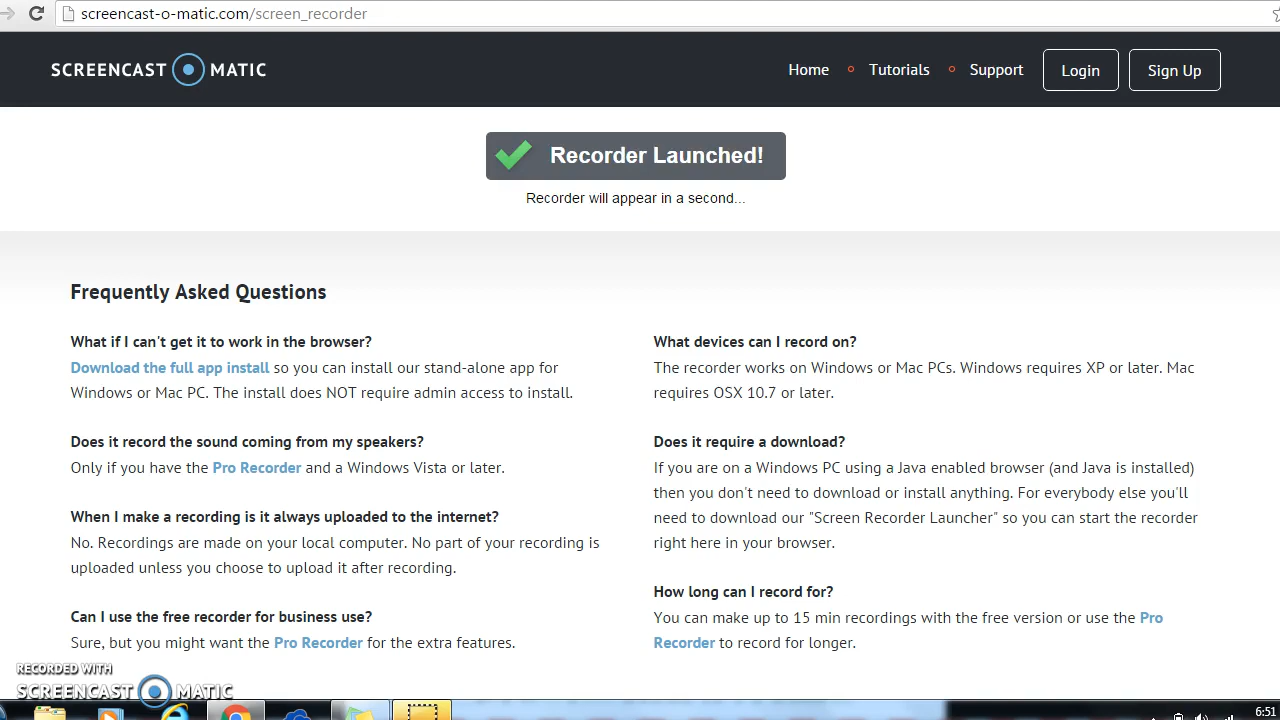 screencast-o-matic.com/screen_recorder
SCREENCAST MATIC
Home
Tutorials
Support
Login
Sign Up
Recorder Launched!
Recorder will appear in a second...
Frequently Asked Questions
What if I can't get it to work in the browser?
Download the full app install so you can install our stand-alone app for
Windows or Mac PC. The install does NOT require admin access to install.
Does it record the sound coming from my speakers?
Only if you have the Pro Recorder and a Windows Vista or later.
When I make a recording is it always uploaded to the internet?
No. Recordings are made on your local computer. No part of your recording is
uploaded unless you choose to upload it after recording.
Can I use the free recorder for business use?
Sure, but you might want the Pro Recorder for the extra features.
What devices can I record on?
The recorder works on Windows or Mac PCs. Windows requires XP or later. Mac
requires OSX 10.7 or later.
Does it require a download?
If you are on a Windows PC using a Java enabled browser (and Java is installed)
then you don't need to download or install anything. For everybody else you'll
need to download our "Screen Recorder Launcher" so you can start the recorder
right here in your browser.
How long can I record for?
You can make up to 15 min recordings with the free version or use the Pro
Recorder to record for longer.
RECORDED WITH
SCREENCAST MATIC
6:51